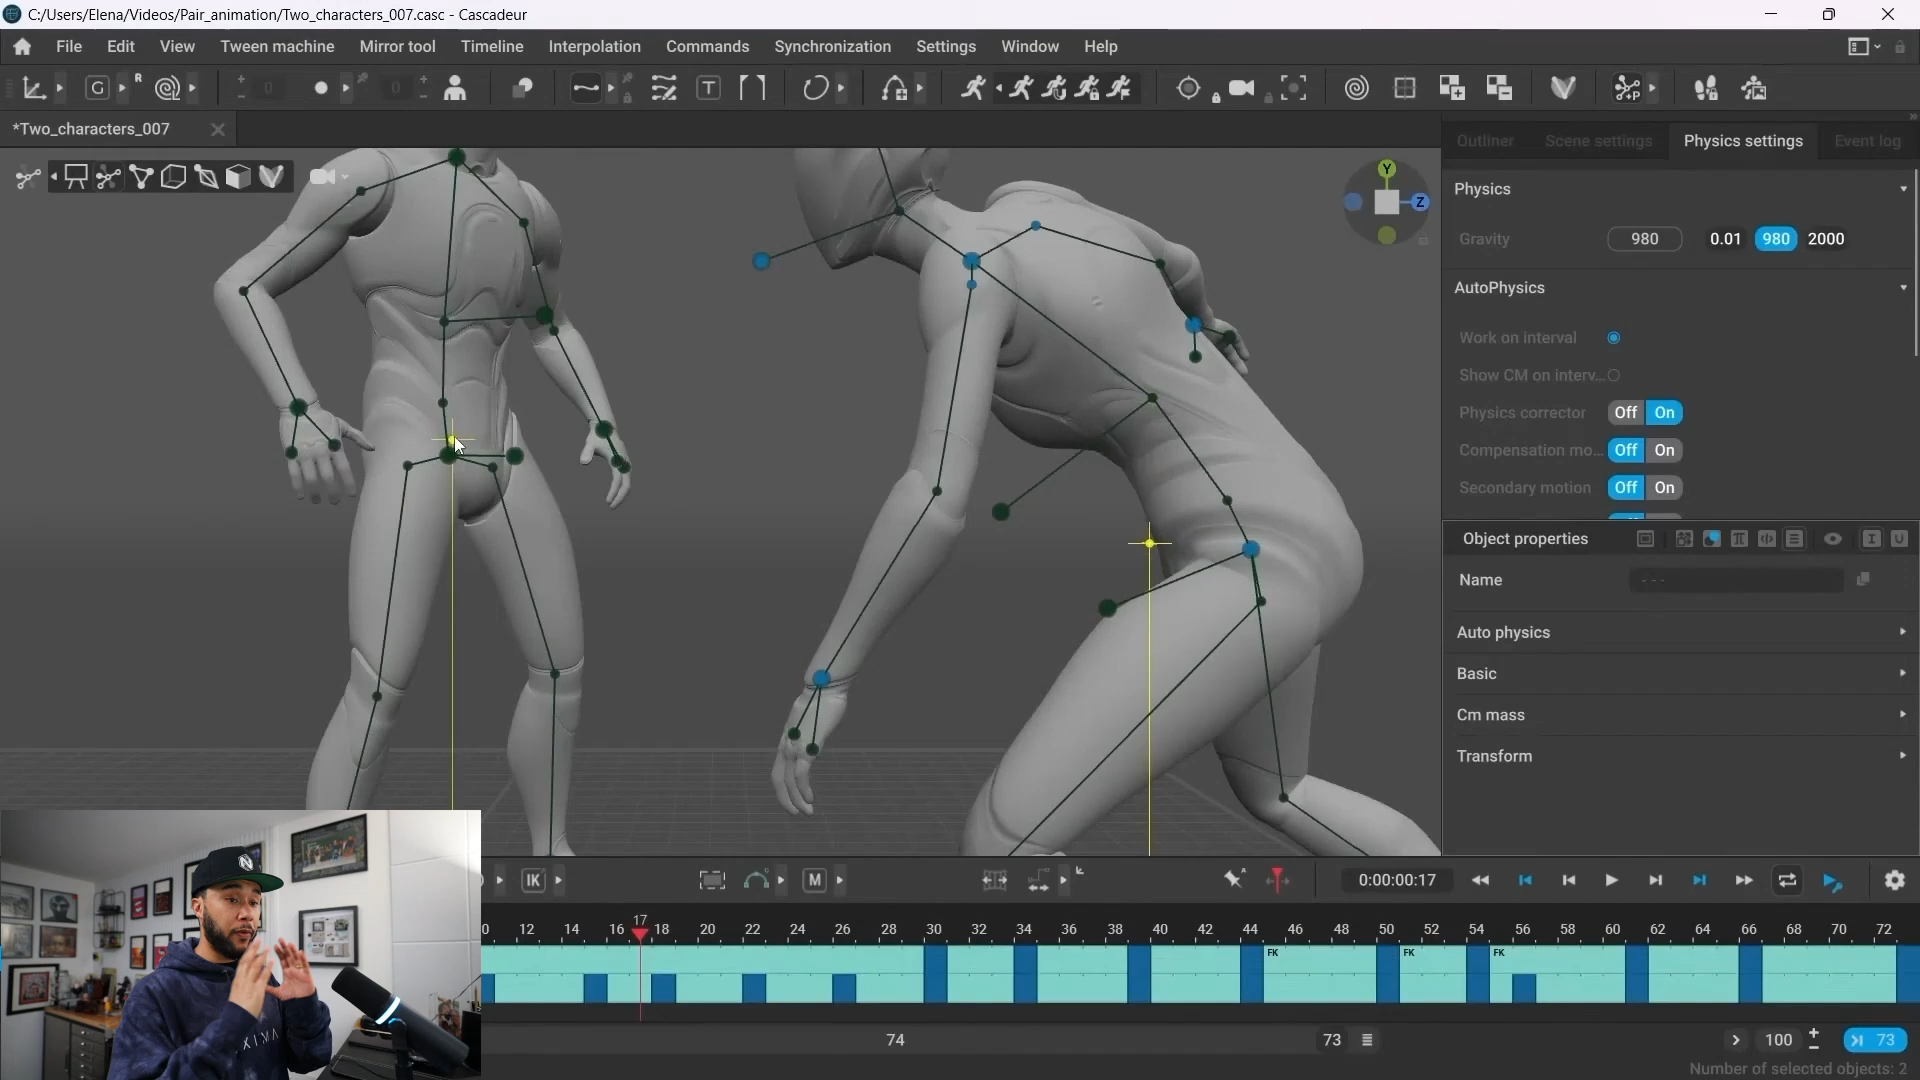 C:/Users/Elena/Videos/Pair_animation/Two_characters_007.casc - Cascadeur
File Edit View Tween machine Mirror tool Timeline Interpolation Commands Synchronization Settings Window Help
G R 0 0 T P
*Two_characters_007
Outliner Scene settings Physics settings Event log
Physics
Gravity 980 0.01 980 2000
AutoPhysics
Work on interval
Show CM on interv...
Physics corrector Off On
Compensation mo... Off On
Secondary motion Off On
Y
Z
Object properties
Name ---
Auto physics
Basic
Cm mass
Transform
IK M 0:00:00:17
17
0 12 14 16 18 20 22 24 26 28 30 32 34 36 38 40 42 44 46 48 50 52 54 56 58 60 62 64 66 68 70 72
FK FK FK
XIMA
74 73 100 73
Number of selected objects: 2